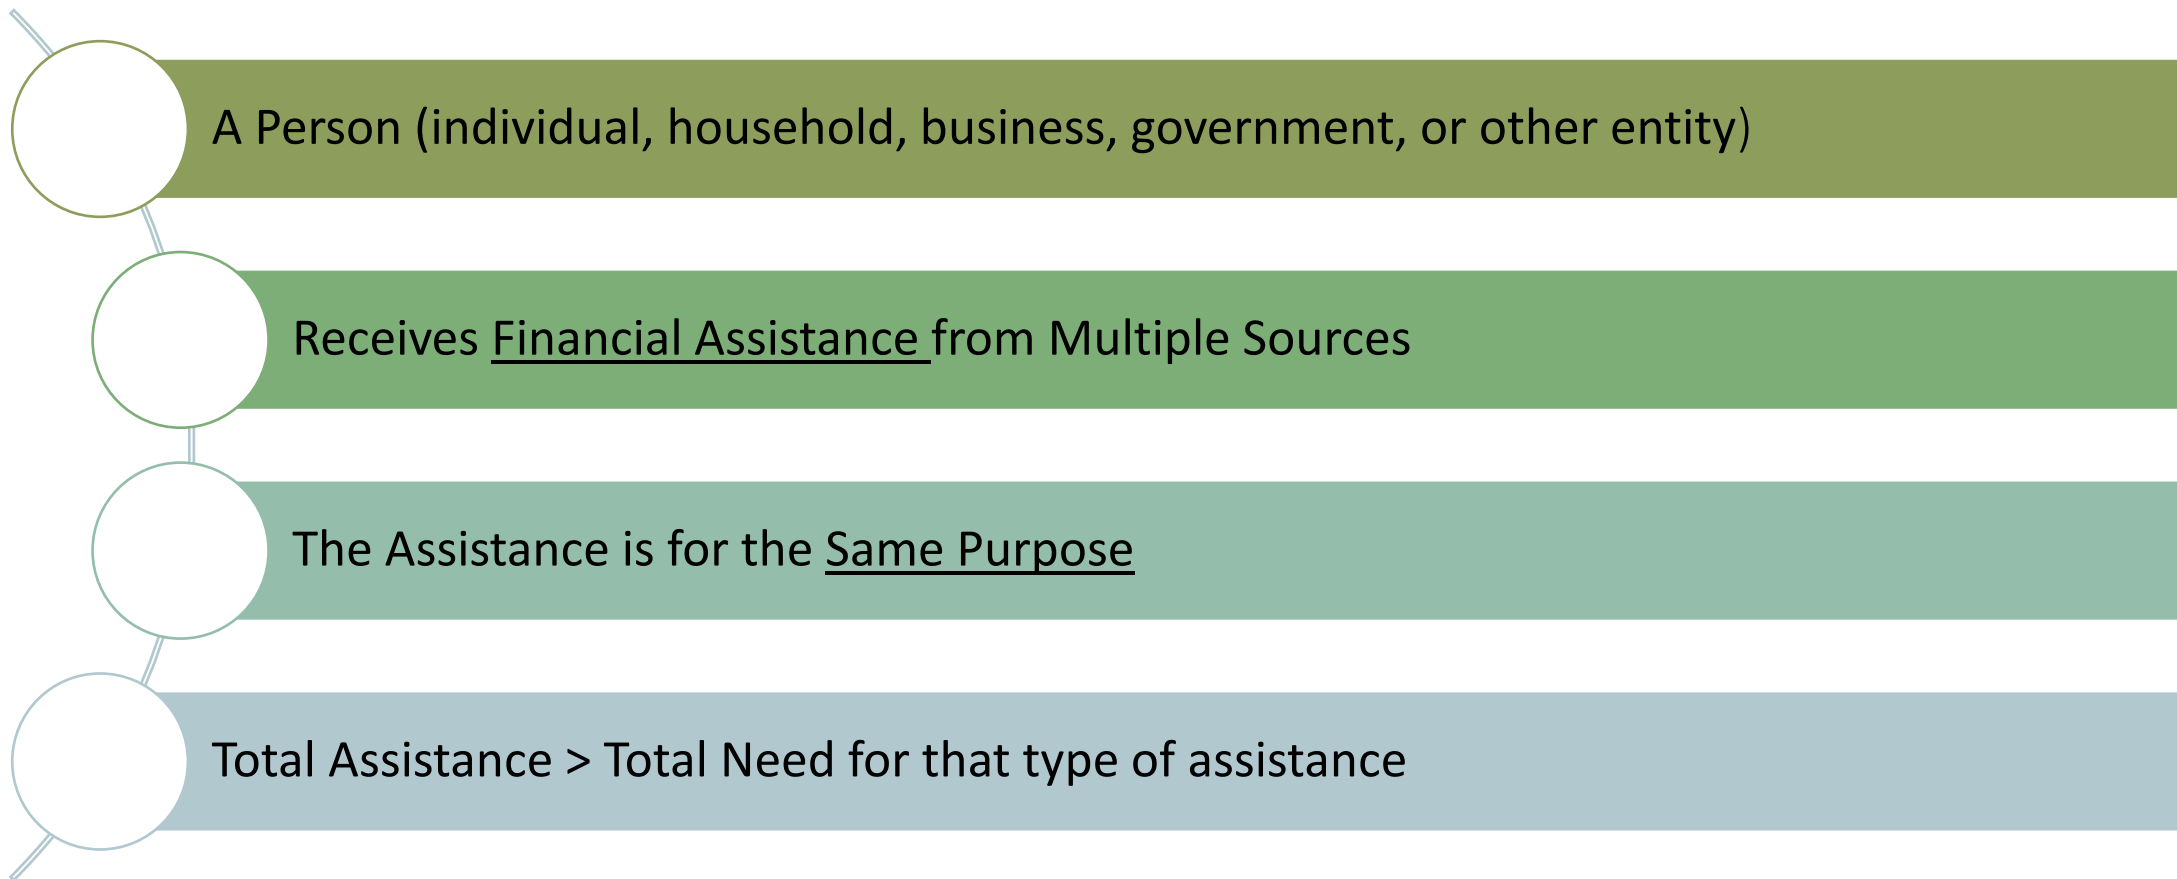 A Person (individual, household, business, government, or other entity)
Receives Financial Assistance from Multiple Sources
The Assistance is for the Same Purpose
Total Assistance > Total Need for that type of assistance